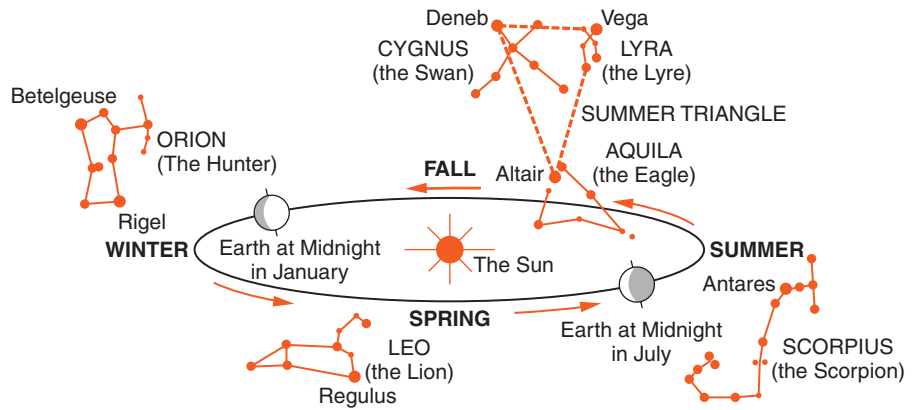 Deneb
Vega
CYGNUS
(the Swan)
LYRA
(the Lyre)
SUMMER TRIANGLE
Betelgeuse
ORION
(The Hunter)
Rigel
FALL
Altair
AQUILA
(the Eagle)
WINTER
Earth at Midnight
in January
The Sun
SUMMER
Antares
SPRING
Earth at Midnight
in July
LEO
(the Lion)
Regulus
SCORPIUS
(the Scorpion)